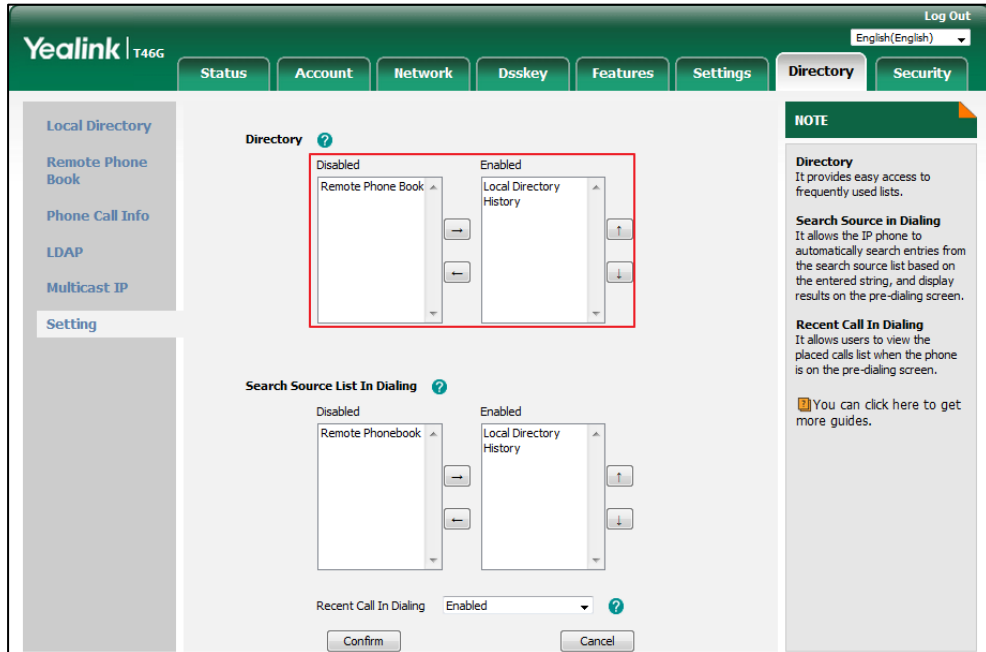 Log Out
English(English)
Yealink | T46G
Status Account Network Dsskey Features Settings Directory Security
Local Directory
Remote Phone
Book
Phone Call Info
LDAP
Multicast IP
Setting
Directory ?
Disabled Enabled
Remote Phone Book Local Directory
History
→ ↑
← ↓
Search Source List In Dialing ?
Disabled Enabled
Remote Phonebook Local Directory
History
→ ↑
← ↓
Recent Call In Dialing Enabled ?
Confirm Cancel
NOTE
Directory
It provides easy access to
frequently used lists.
Search Source in Dialing
It allows the IP phone to
automatically search entries from
the search source list based on
the entered string, and display
results on the pre-dialing screen.
Recent Call In Dialing
It allows users to view the
placed calls list when the phone
is on the pre-dialing screen.
? You can click here to get
more guides.